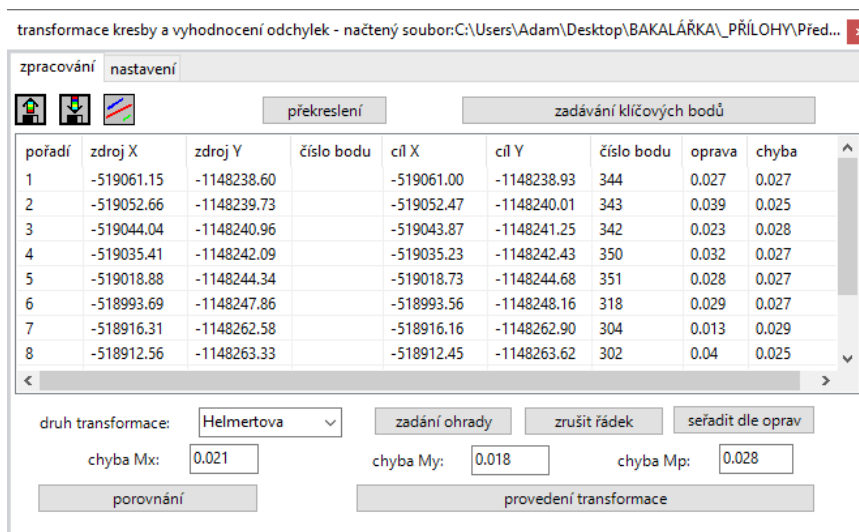 transformace kresby a vyhodnocení odchylek - načtený soubor:C:\Users\Adam\Desktop\BAKALÁŘKA\_PŘÍLOHY\Před...
zpracování nastavení
překreslení zadávání klíčových bodů
pořadí zdroj X zdroj Y číslo bodu cíl X cíl Y číslo bodu oprava chyba
1 -519061.15 -1148238.60 -519061.00 -1148238.93 344 0.027 0.027
2 -519052.66 -1148239.73 -519052.47 -1148240.01 343 0.039 0.025
3 -519044.04 -1148240.96 -519043.87 -1148241.25 342 0.023 0.028
4 -519035.41 -1148242.09 -519035.23 -1148242.43 350 0.032 0.027
5 -519018.88 -1148244.34 -519018.73 -1148244.68 351 0.028 0.027
6 -518993.69 -1148247.86 -518993.56 -1148248.16 318 0.029 0.027
7 -518916.31 -1148262.58 -518916.16 -1148262.90 304 0.013 0.029
8 -518912.56 -1148263.33 -518912.45 -1148263.62 302 0.04 0.025
druh transformace: Helmertova zadání ohrady zrušit řádek seřadit dle oprav
chyba Mx: 0.021 chyba My: 0.018 chyba Mp: 0.028
porovnání provedení transformace